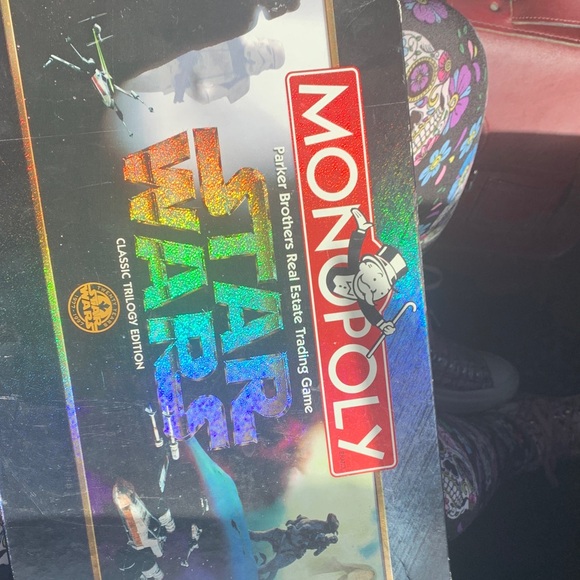 MONOPOLY
Parker Brothers Real Estate Trading Game
STAR
WARS
CLASSIC TRILOGY EDITION